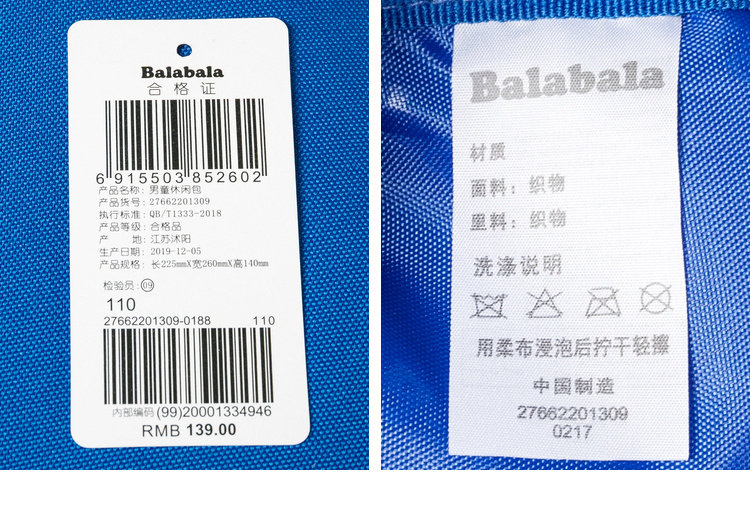 Balabala
合格证
6 915503 852602
产品名称: 男童休闲包
产品货号: 27662201309
执行标准: QB/T1333-2018
产品等级: 合格品
产 地: 江苏沭阳
生产日期: 2019-12-05
产品规格: 长225mmX宽260mmX高140mm
检验员: 09
110
27662201309-0188 110
内部编码 (99)20001334946
RMB 139.00
Balabala
材质
面料: 织物
里料: 织物
洗涤说明
用柔布浸泡后拧干轻擦
中国制造
27662201309
0217